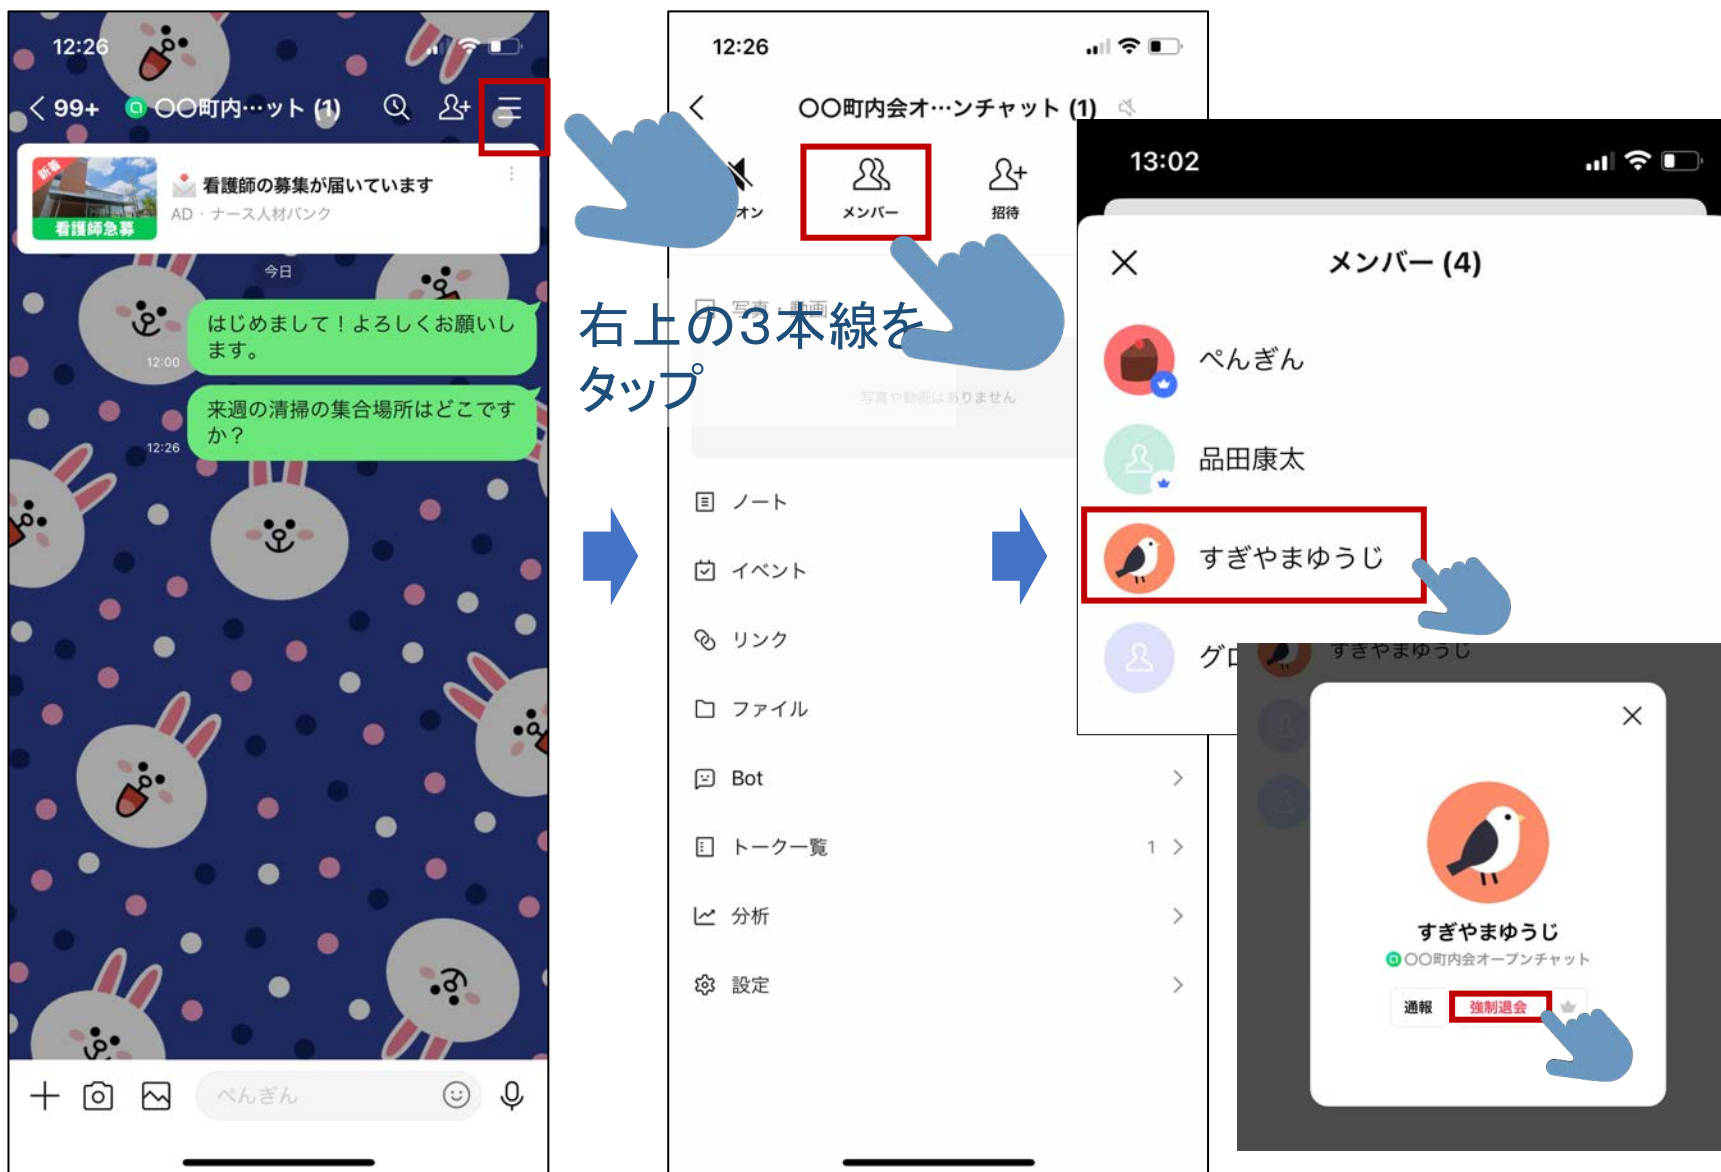 12:26
99+ 〇〇町内…ット (1)
新着
看護師急募
看護師の募集が届いています
AD・ナース人材バンク
今日
はじめまして！よろしくお願いし
ます。
12:00
来週の清掃の集合場所はどこです
か？
12:26
ぺんぎん
右上の３本線を
タップ
12:26
〇〇町内会オ…ンチャット (1)
オン
メンバー
招待
写真・動画
写真や動画はありません
ノート
イベント
リンク
ファイル
Bot
トーク一覧 1
分析
設定
13:02
メンバー (4)
ぺんぎん
品田康太
すぎやまゆうじ
グロ
すぎやまゆうじ
すぎやまゆうじ
〇〇町内会オープンチャット
通報
強制退会